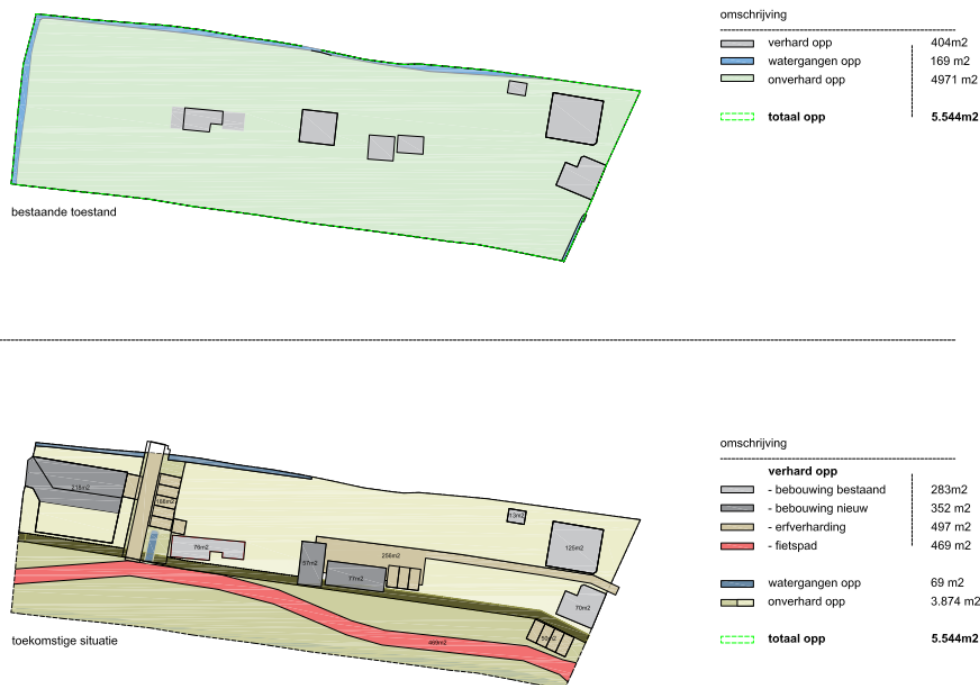 omschrijving
verhard opp 404m2
watergangen opp 169 m2
onverhard opp 4971 m2
totaal opp 5.544m2
bestaande toestand
omschrijving
verhard opp
- bebouwing bestaand 283m2
- bebouwing nieuw 352 m2
- erfverharding 497 m2
- fietspad 469 m2
watergangen opp 69 m2
onverhard opp 3.874 m2
totaal opp 5.544m2
218m2
125m2
256m2
77m2
70m2
469m2
toekomstige situatie